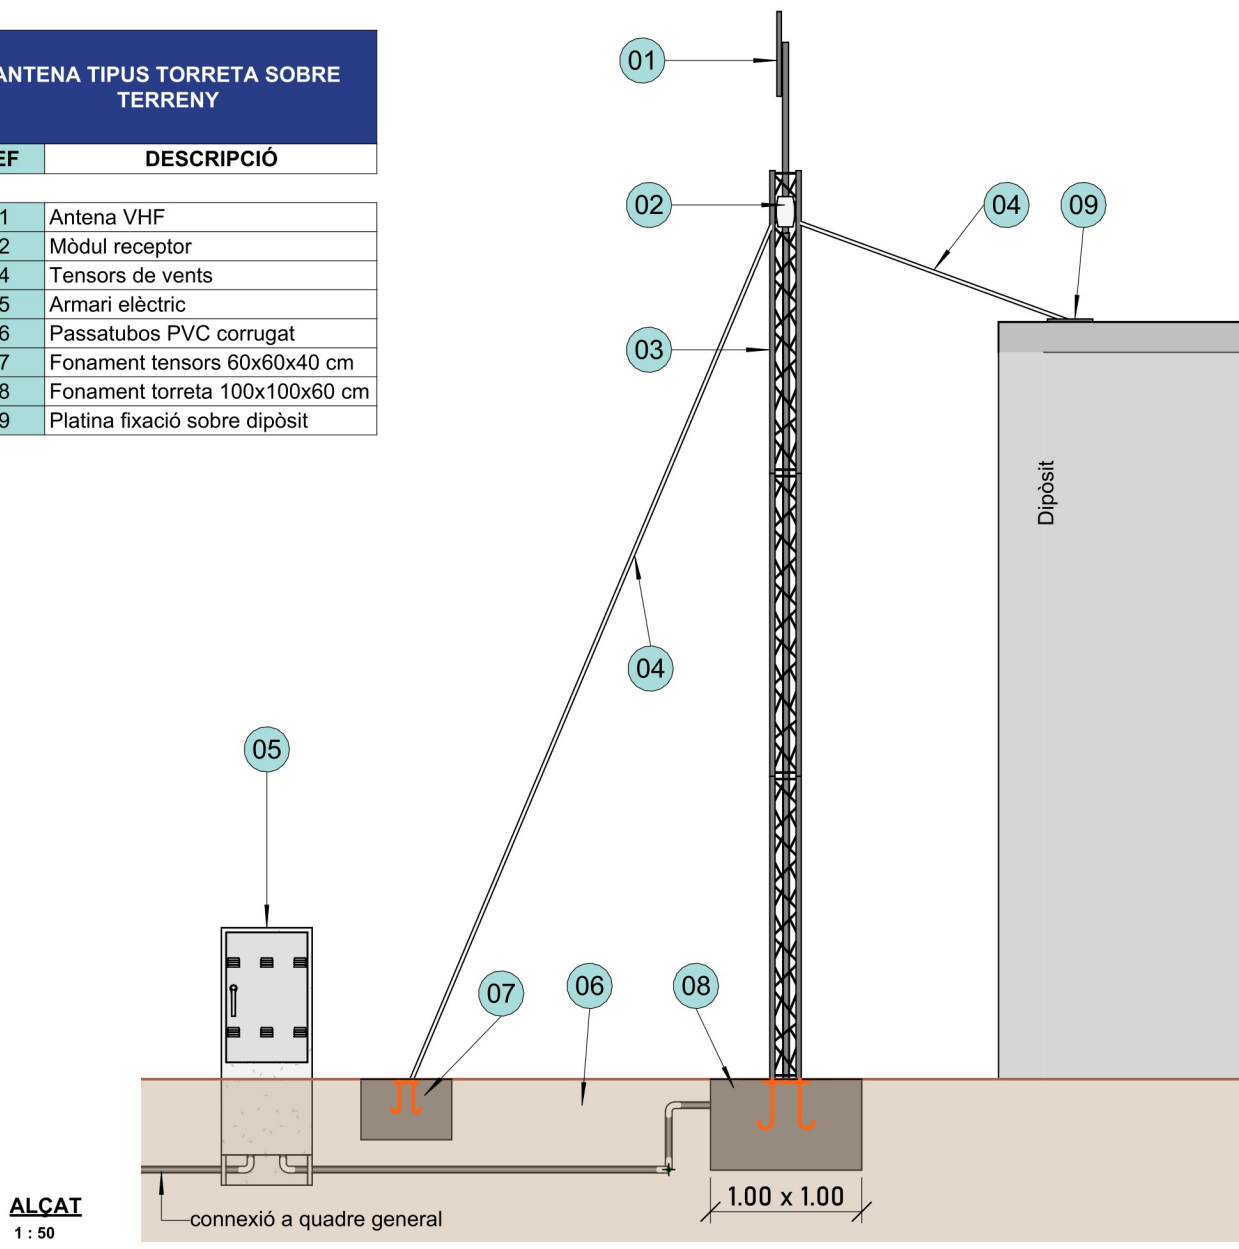 ANTENA TIPUS TORRETA SOBRE
TERRENY
EF DESCRIPCIÓ
1 Antena VHF
2 Mòdul receptor
4 Tensors de vents
5 Armari elèctric
6 Passatubos PVC corrugat
7 Fonament tensors 60x60x40 cm
8 Fonament torreta 100x100x60 cm
9 Platina fixació sobre dipòsit
01
02
04
09
03
Dipòsit
04
05
07
06
08
1.00 x 1.00
connexió a quadre general
ALÇAT
1 : 50